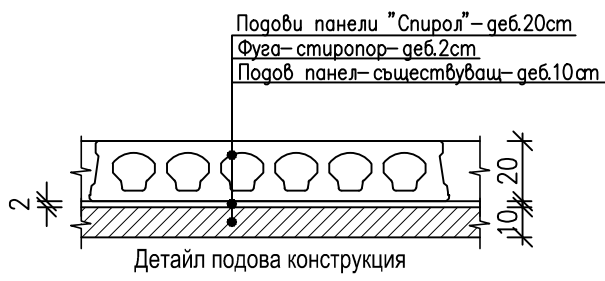 Подови панели "Спирол"-деб.20cm
Фуга-стиропор-деб.2cm
Подов панел-съществуващ-деб.10cm
2
20
10
Детайл подова конструкция